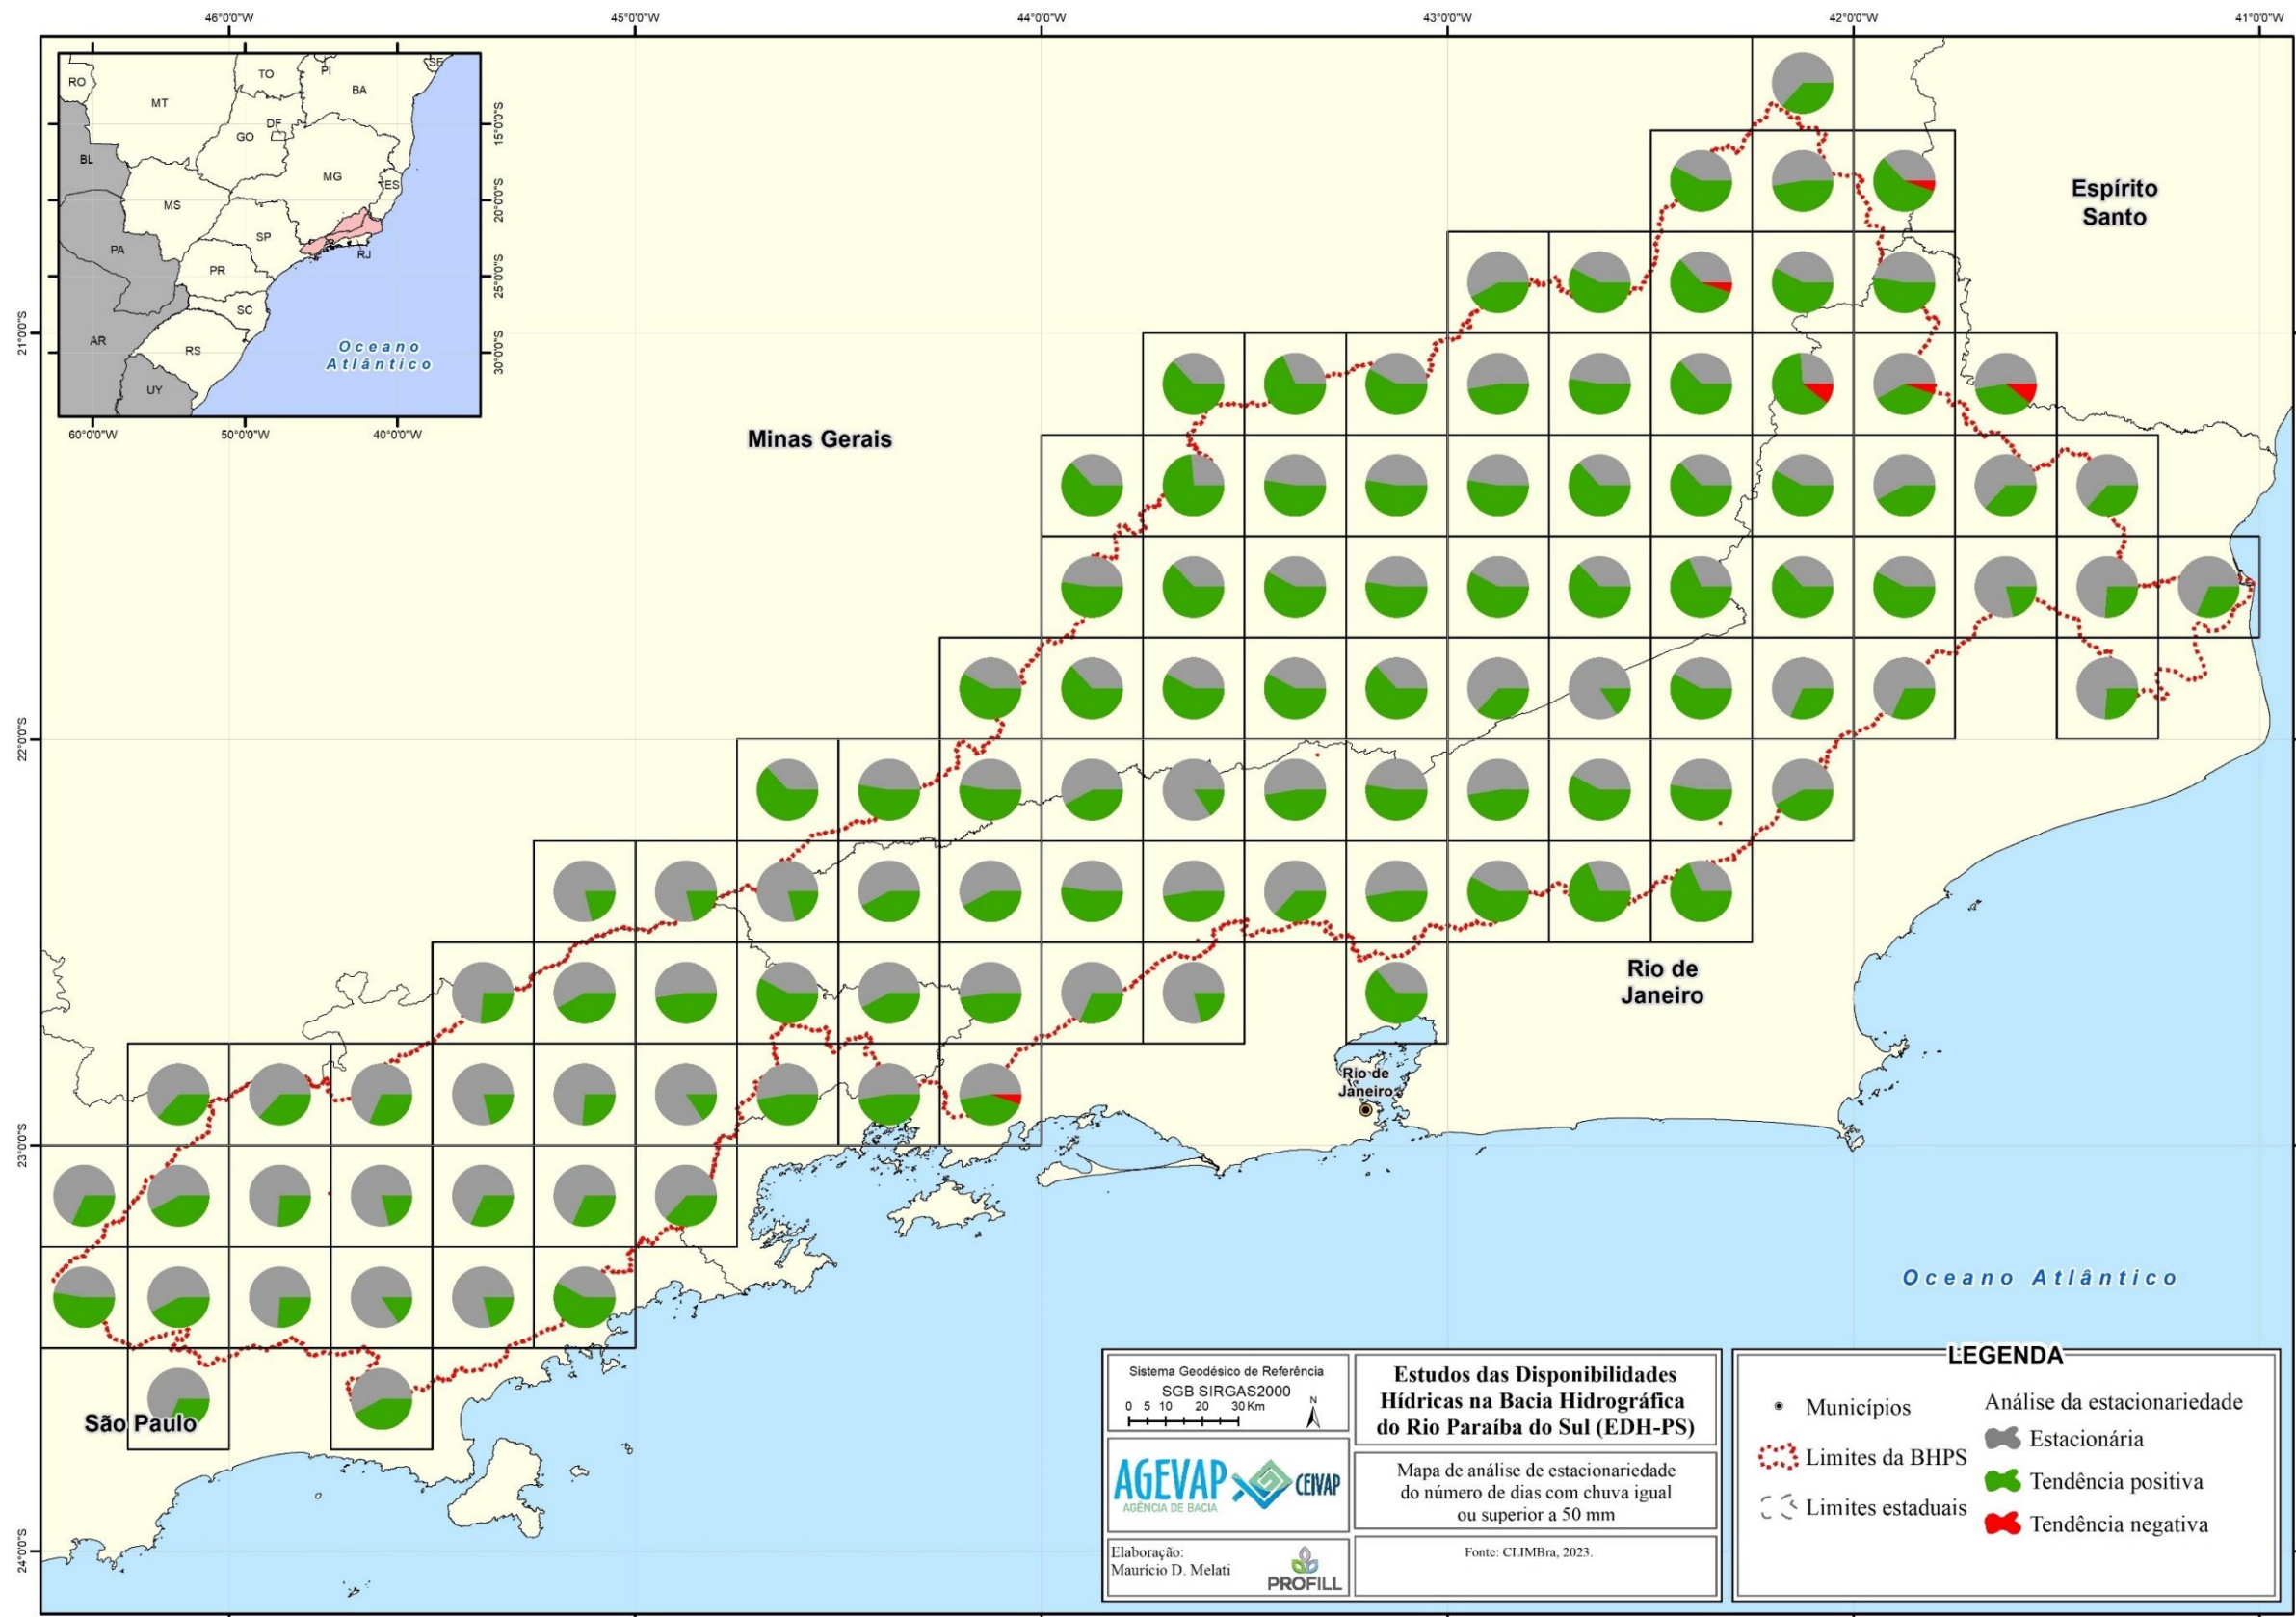 46°0'0"W
45°0'0"W
44°0'0"W
43°0'0"W
42°0'0"W
41°0'0"W
21°0'0"S
22°0'0"S
23°0'0"S
24°0'0"S
RO
MT
TO
PI
SE
BA
GO
DF
BL
MG
ES
MS
SP
PA
RJ
PR
SC
AR
RS
UY
Oceano
Atlântico
15°0'0"S
20°0'0"S
25°0'0"S
30°0'0"S
60°0'0"W
50°0'0"W
40°0'0"W
Espírito
Santo
Minas Gerais
Rio de
Janeiro
Rio de
Janeiro
São Paulo
Oceano Atlântico
Sistema Geodésico de Referência
SGB SIRGAS2000
0 5 10 20 30 Km
N
AGEVAP
AGÊNCIA DE BACIA
CEIVAP
Elaboração:
Maurício D. Melati
PROFILL
Estudos das Disponibilidades
Hídricas na Bacia Hidrográfica
do Rio Paraíba do Sul (EDH-PS)
Mapa de análise de estacionariedade
do número de dias com chuva igual
ou superior a 50 mm
Fonte: CLIMBra, 2023.
LEGENDA
Municípios
Limites da BHPS
Limites estaduais
Análise da estacionariedade
Estacionária
Tendência positiva
Tendência negativa